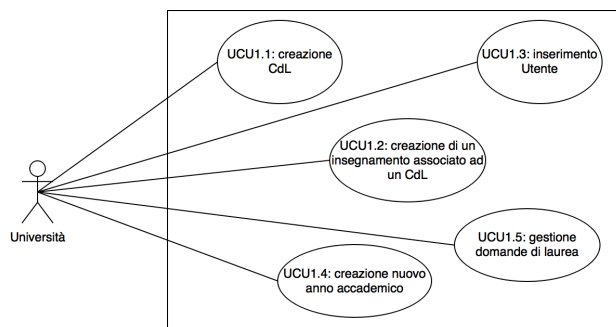 UCU1.1: creazione
CdL
UCU1.3: inserimento
Utente
UCU1.2: creazione di un
insegnamento associato ad
un CdL
Università
UCU1.5: gestione
domande di laurea
UCU1.4: creazione nuovo
anno accademico